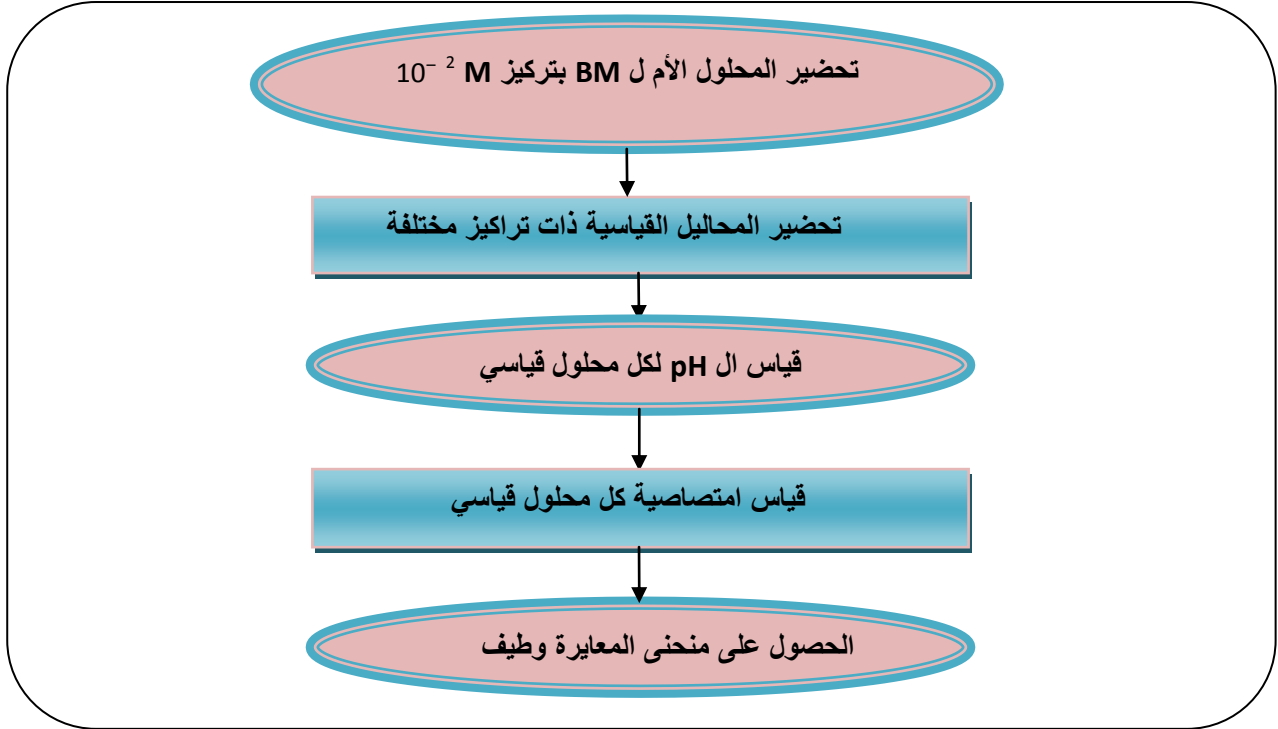 تحضير المحلول الأم ل BM بتركيز 10⁻ ² M
تحضير المحاليل القياسية ذات تراكيز مختلفة
قياس ال pH لكل محلول قياسي
قياس امتصاصية كل محلول قياسي
الحصول على منحنى المعايرة وطيف